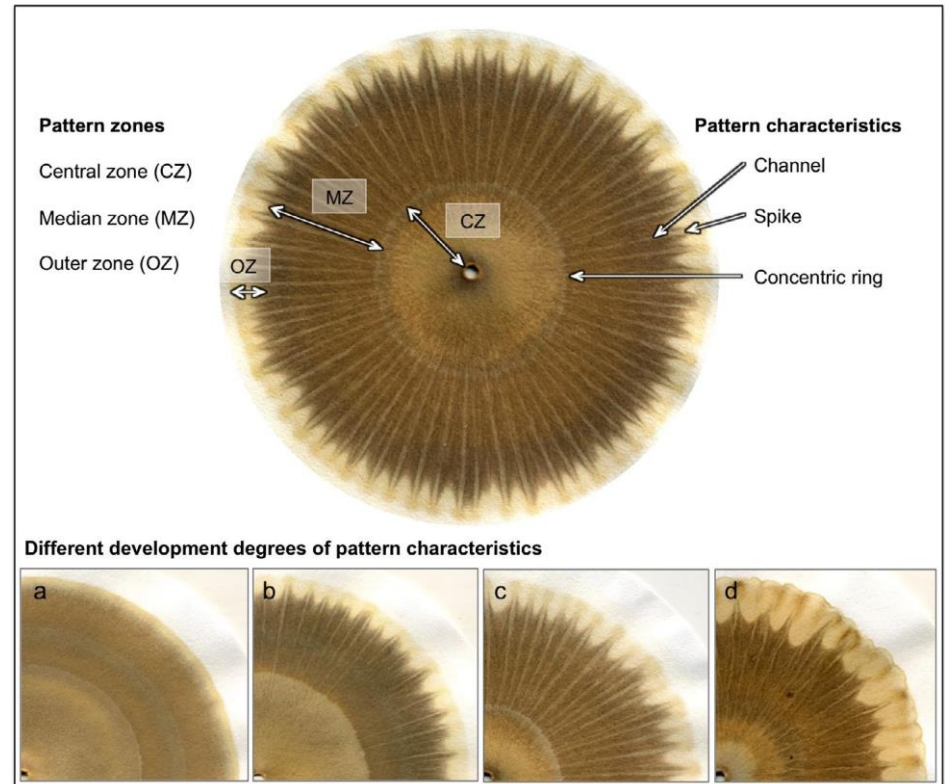 Pattern zones
Central zone (CZ)
Median zone (MZ)
Outer zone (OZ)
MZ
CZ
OZ
Pattern characteristics
Channel
Spike
Concentric ring
Different development degrees of pattern characteristics
a
b
c
d